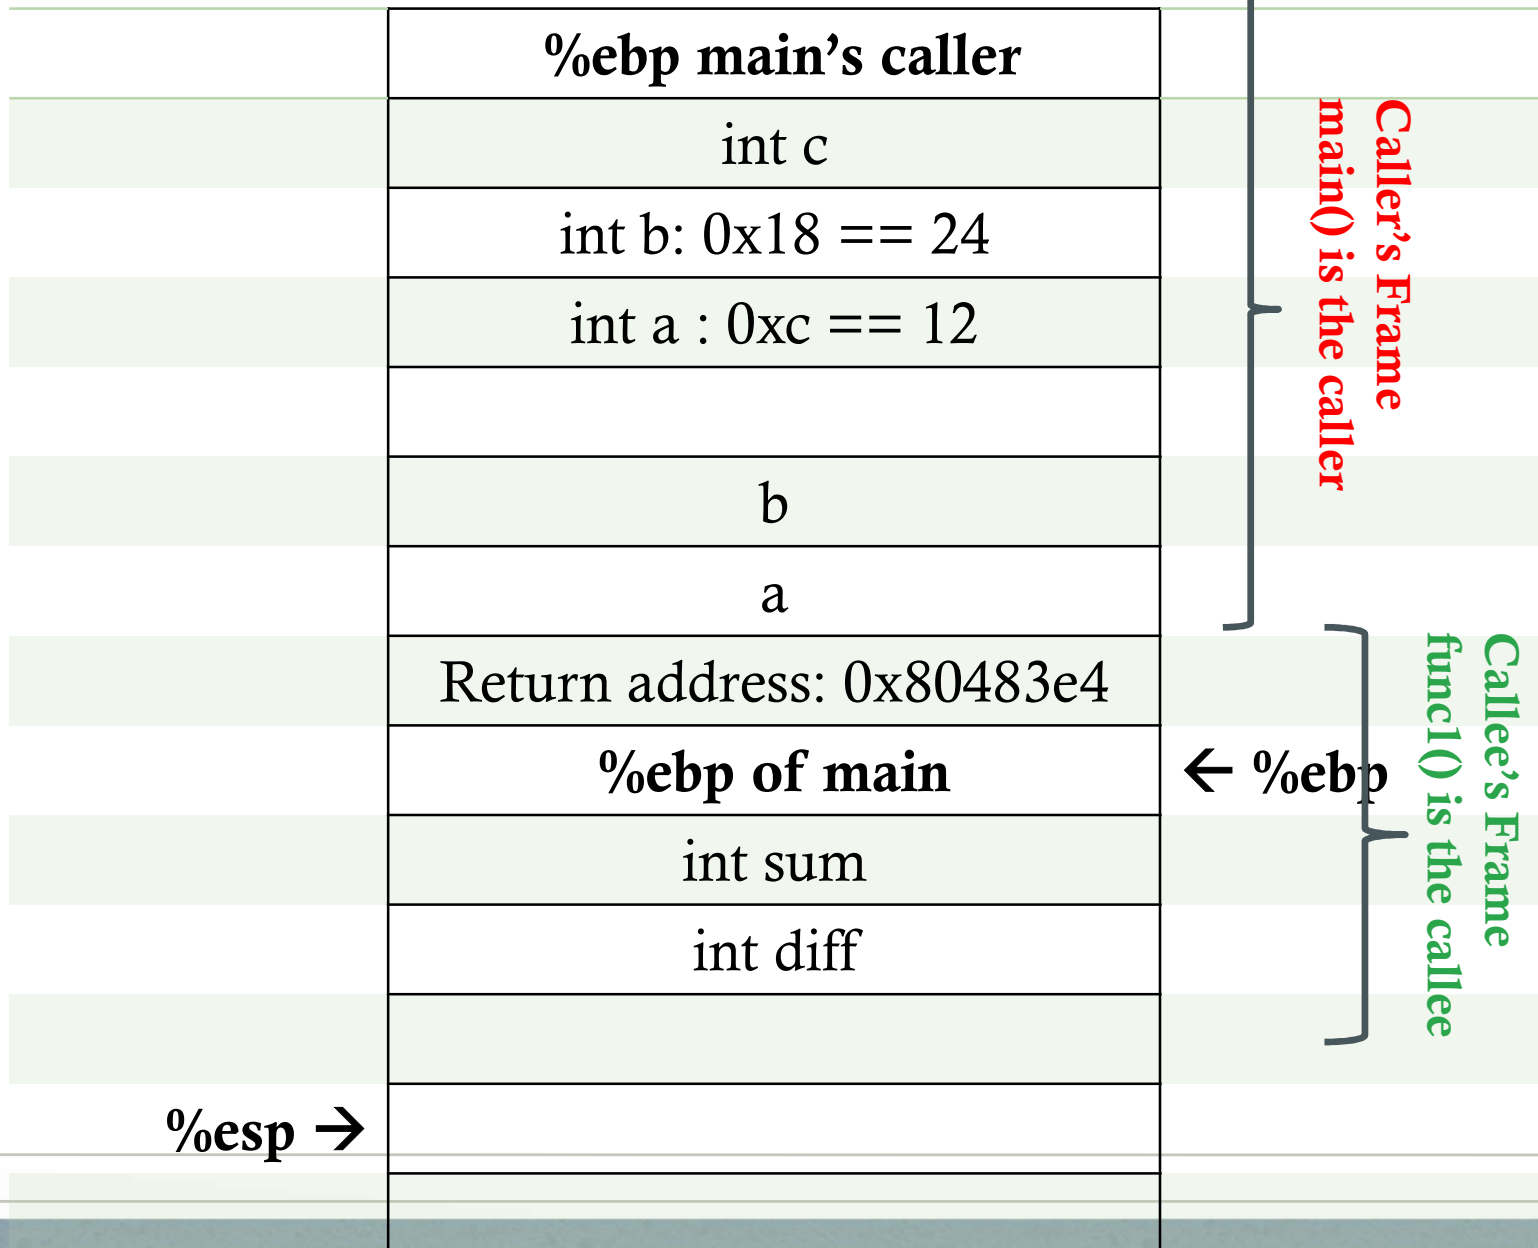 %ebp main’s caller
int c
int b: 0x18 == 24
int a : 0xc == 12
b
a
Return address: 0x80483e4
%ebp of main
← %ebp
int sum
int diff
%esp →
Caller’s Frame
main() is the caller
Callee’s Frame
func1() is the callee